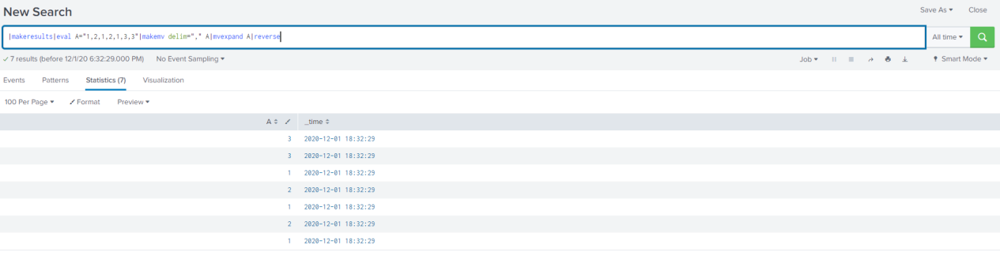 New Search
Save As ▾ Close
|makeresults|eval A="1,2,1,2,1,3,3"|makemv delim="," A|mvexpand A|reverse
All time ▾
✓ 7 results (before 12/1/20 6:32:29.000 PM) No Event Sampling ▾
Job ▾ Smart Mode ▾
Events Patterns Statistics (7) Visualization
100 Per Page ▾ Format Preview ▾
A _time
3 2020-12-01 18:32:29
3 2020-12-01 18:32:29
1 2020-12-01 18:32:29
2 2020-12-01 18:32:29
1 2020-12-01 18:32:29
2 2020-12-01 18:32:29
1 2020-12-01 18:32:29